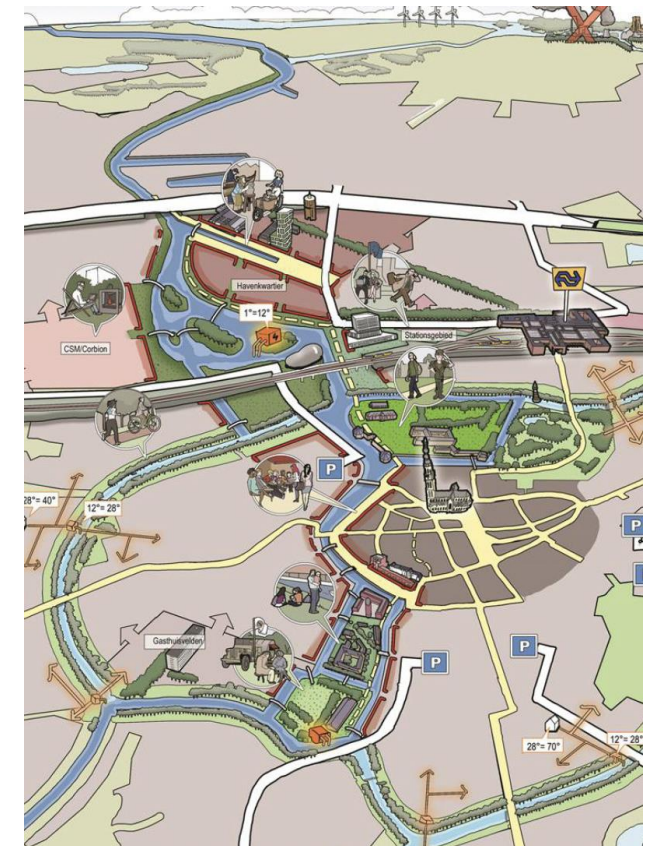 Havenkwartier
1°=12°
CSM/Corbion
Stationsgebied
P
28°= 40°
12°= 28°
P
Gasthuisvelden
P
P
12°= 28°
28°= 70°